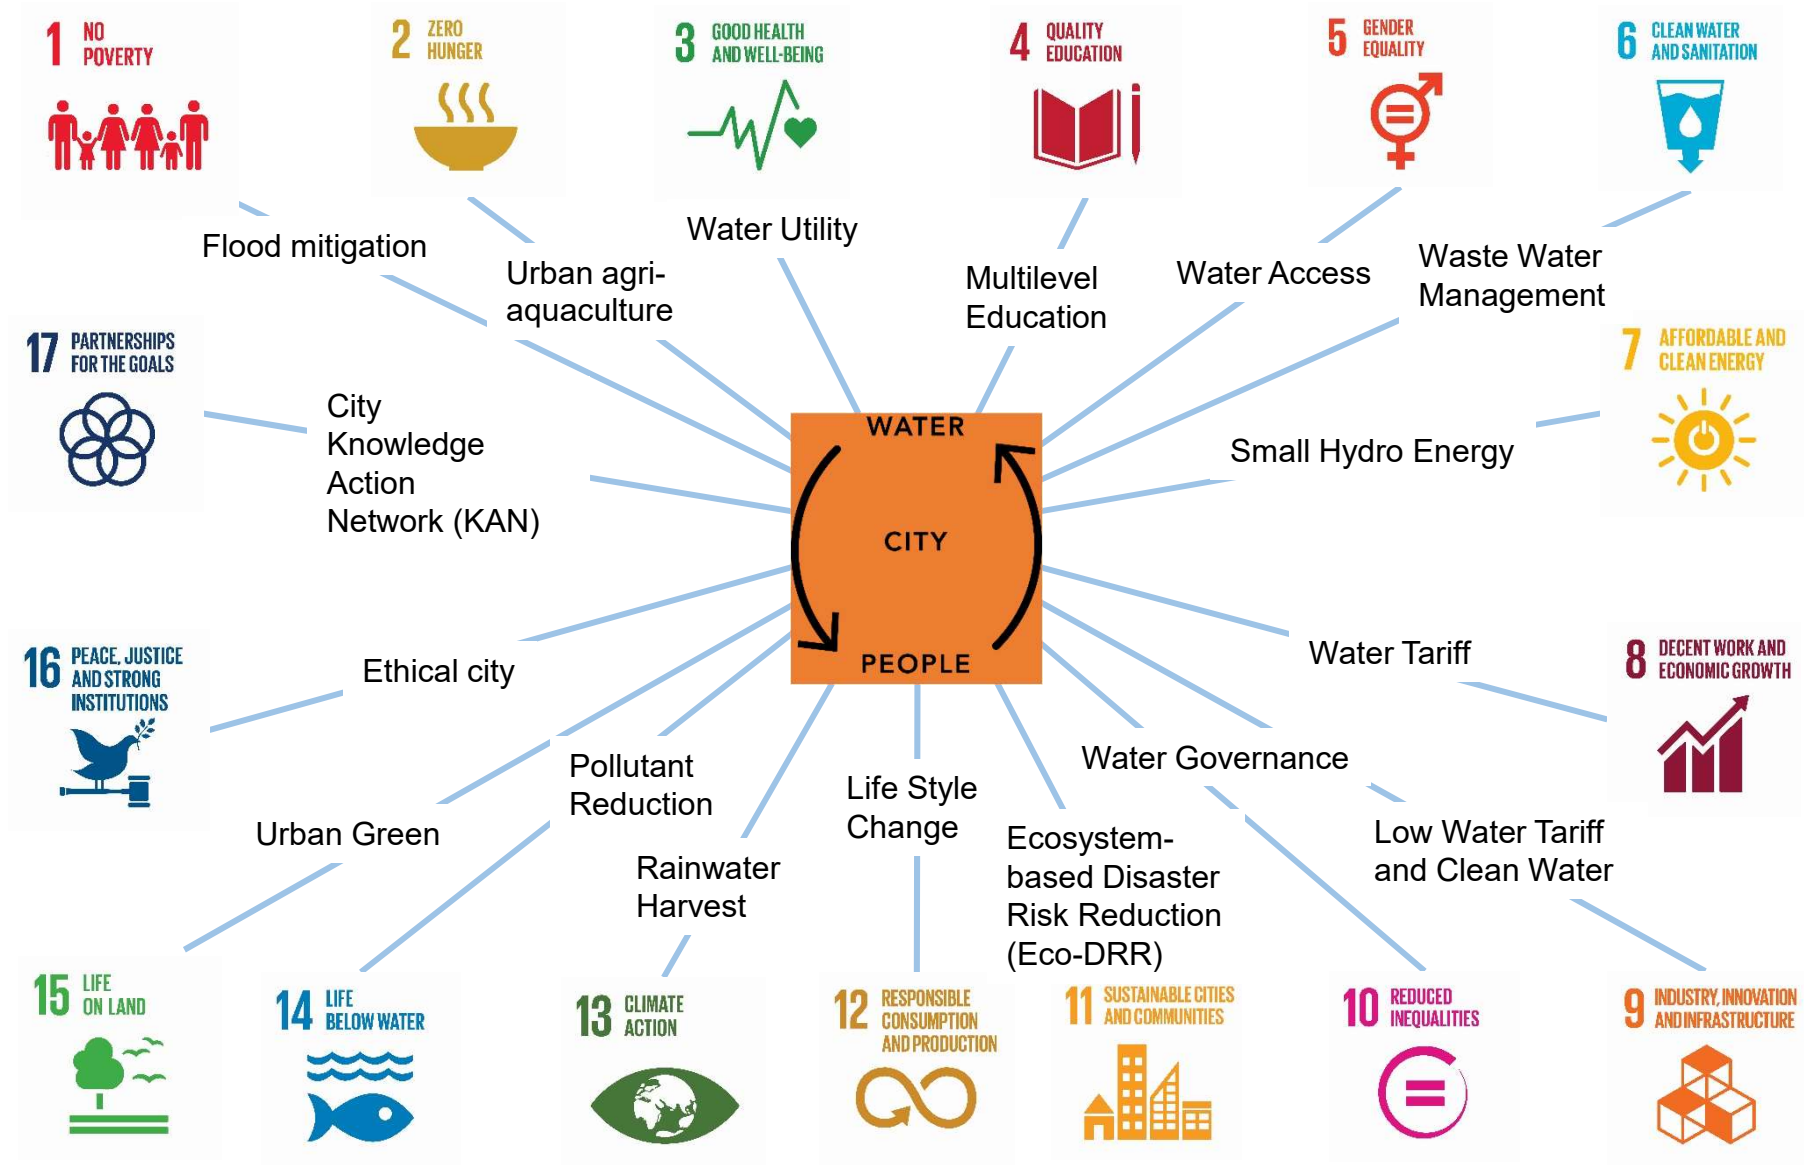 1 NO
POVERTY
2 ZERO
HUNGER
3 GOOD HEALTH
AND WELL-BEING
4 QUALITY
EDUCATION
5 GENDER
EQUALITY
6 CLEAN WATER
AND SANITATION
Flood mitigation
Urban agri-
aquaculture
Water Utility
Multilevel
Education
Water Access
Waste Water
Management
17 PARTNERSHIPS
FOR THE GOALS
City
Knowledge
Action
Network (KAN)
WATER
CITY
PEOPLE
Small Hydro Energy
7 AFFORDABLE AND
CLEAN ENERGY
16 PEACE, JUSTICE
AND STRONG
INSTITUTIONS
Ethical city
Water Tariff
8 DECENT WORK AND
ECONOMIC GROWTH
Urban Green
Pollutant
Reduction
Rainwater
Harvest
Life Style
Change
Ecosystem-
based Disaster
Risk Reduction
(Eco-DRR)
Water Governance
Low Water Tariff
and Clean Water
15 LIFE
ON LAND
14 LIFE
BELOW WATER
13 CLIMATE
ACTION
12 RESPONSIBLE
CONSUMPTION
AND PRODUCTION
11 SUSTAINABLE CITIES
AND COMMUNITIES
10 REDUCED
INEQUALITIES
9 INDUSTRY, INNOVATION
AND INFRASTRUCTURE